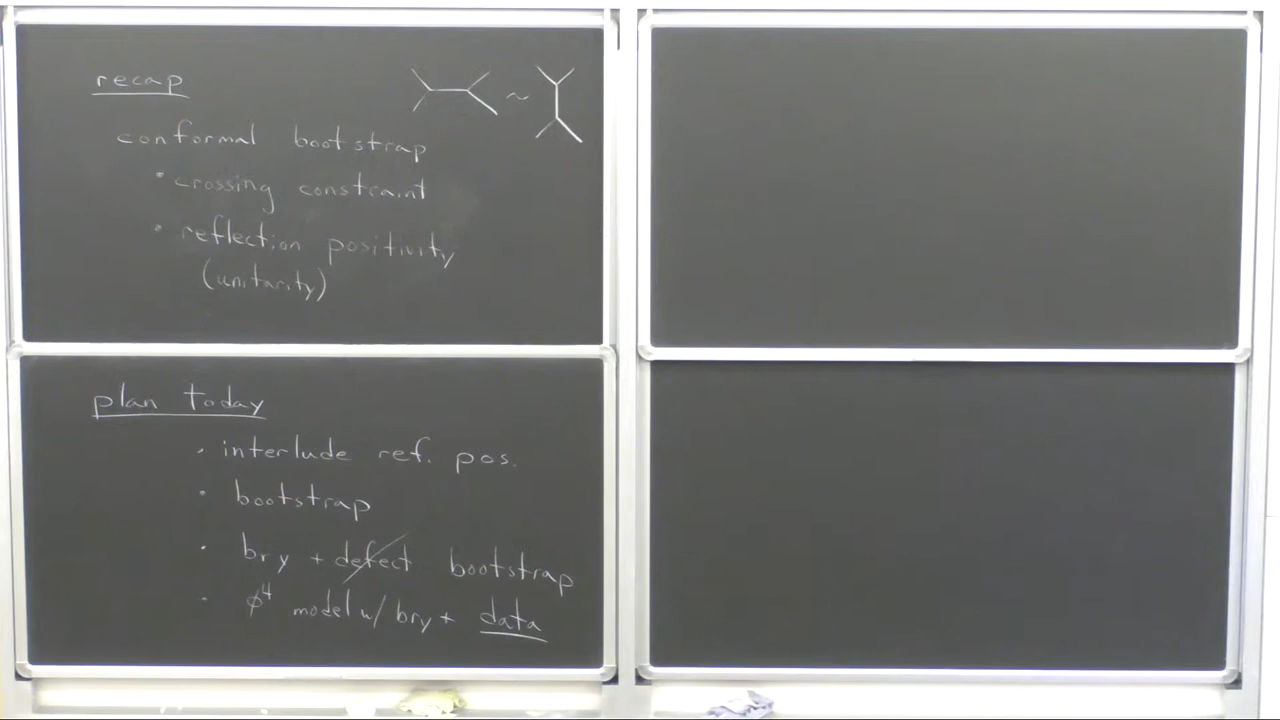 recap
~
conformal bootstrap
• crossing constraint
• reflection positivity
(unitarity)
plan today
• interlude ref. pos.
• bootstrap
• bry + defect bootstrap
• ϕ⁴ model w/ bry + data